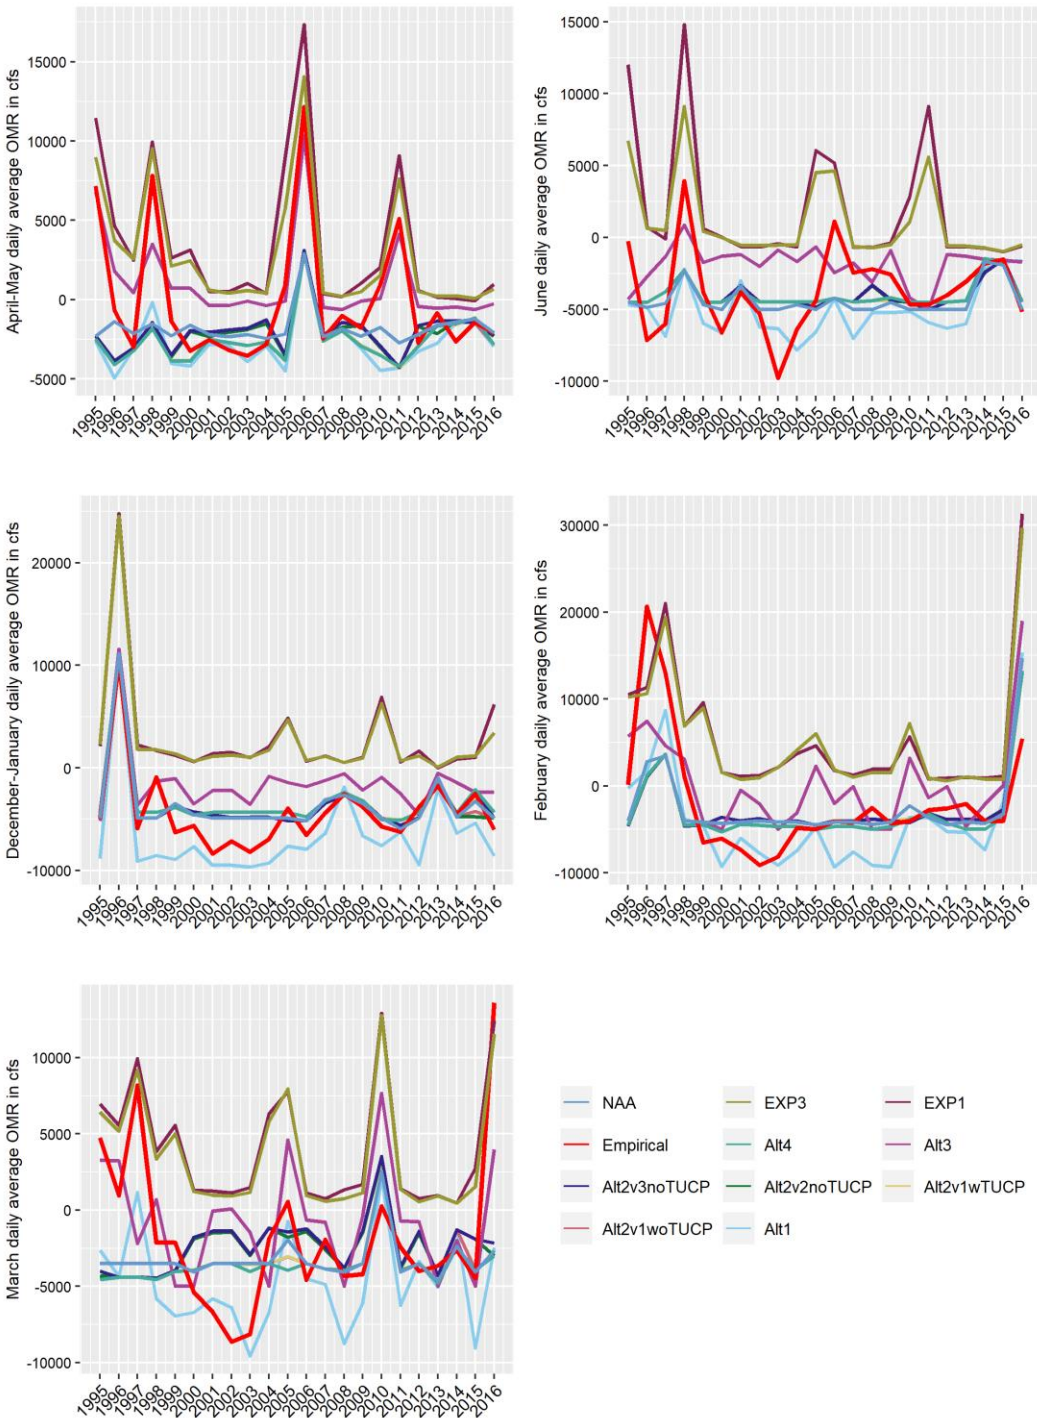 April-May daily average OMR in cfs
15000
10000
5000
0
-5000
1995 1996 1997 1998 1999 2000 2001 2002 2003 2004 2005 2006 2007 2008 2009 2010 2011 2012 2013 2014 2015 2016
June daily average OMR in cfs
15000
10000
5000
0
-5000
-10000
1995 1996 1997 1998 1999 2000 2001 2002 2003 2004 2005 2006 2007 2008 2009 2010 2011 2012 2013 2014 2015 2016
December-January daily average OMR in cfs
20000
10000
0
-10000
1995 1996 1997 1998 1999 2000 2001 2002 2003 2004 2005 2006 2007 2008 2009 2010 2011 2012 2013 2014 2015 2016
February daily average OMR in cfs
30000
20000
10000
0
-10000
1995 1996 1997 1998 1999 2000 2001 2002 2003 2004 2005 2006 2007 2008 2009 2010 2011 2012 2013 2014 2015 2016
March daily average OMR in cfs
10000
5000
0
-5000
-10000
1995 1996 1997 1998 1999 2000 2001 2002 2003 2004 2005 2006 2007 2008 2009 2010 2011 2012 2013 2014 2015 2016
NAA EXP3 EXP1
Empirical Alt4 Alt3
Alt2v3noTUCP Alt2v2noTUCP Alt2v1wTUCP
Alt2v1woTUCP Alt1